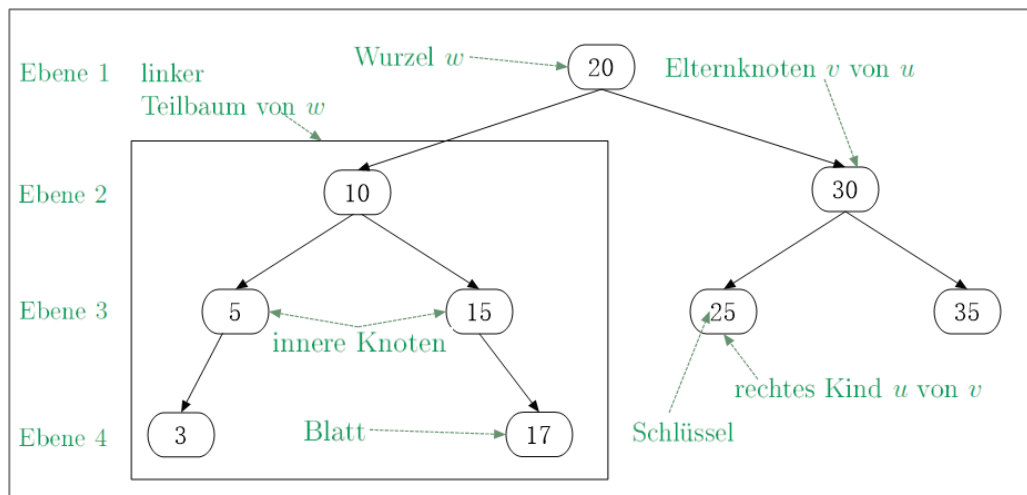 Wurzel w
20
Elternknoten v von u
Ebene 1
linker
Teilbaum von w
Ebene 2
10
30
Ebene 3
5
15
25
35
innere Knoten
rechtes Kind u von v
Ebene 4
3
Blatt
17
Schlüssel